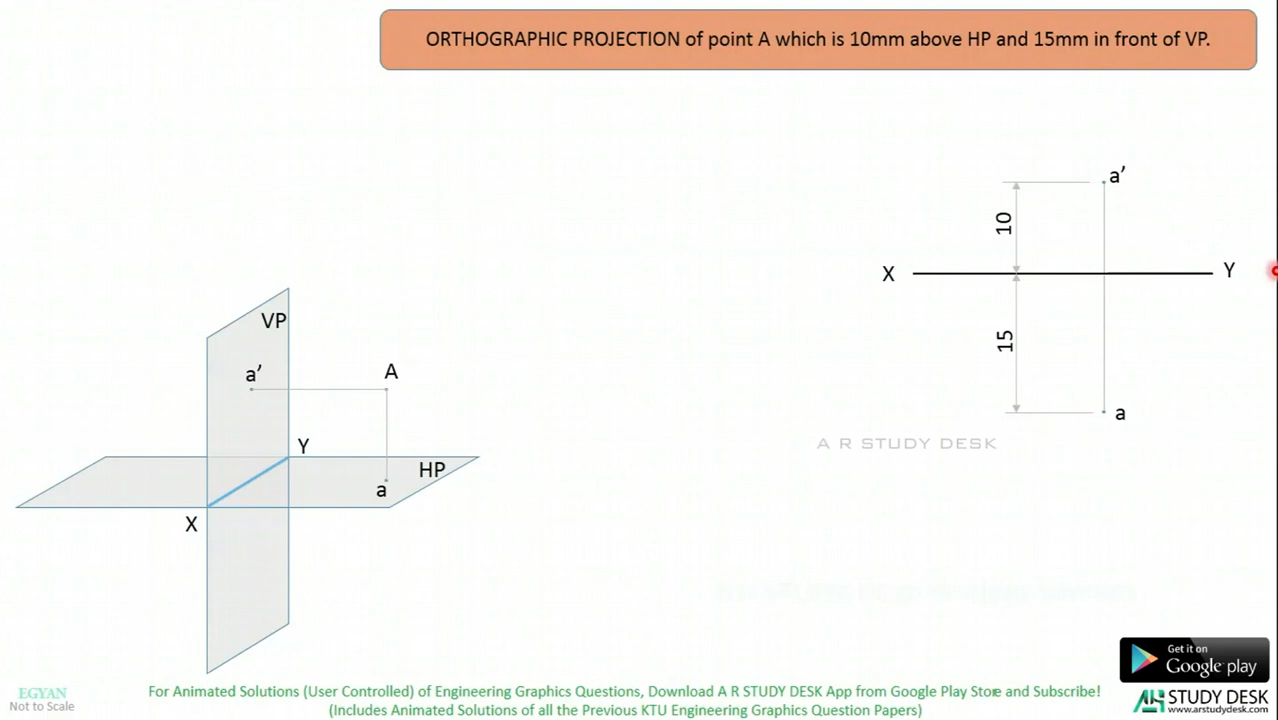 ORTHOGRAPHIC PROJECTION of point A which is 10mm above HP and 15mm in front of VP.
a’
10
X
Y
15
a
A R STUDY DESK
VP
a’
A
Y
HP
a
X
Get it on
Google play
EGYAN
Not to Scale
For Animated Solutions (User Controlled) of Engineering Graphics Questions, Download A R STUDY DESK App from Google Play Store and Subscribe!
(Includes Animated Solutions of all the Previous KTU Engineering Graphics Question Papers)
STUDY DESK
www.arstudydesk.com